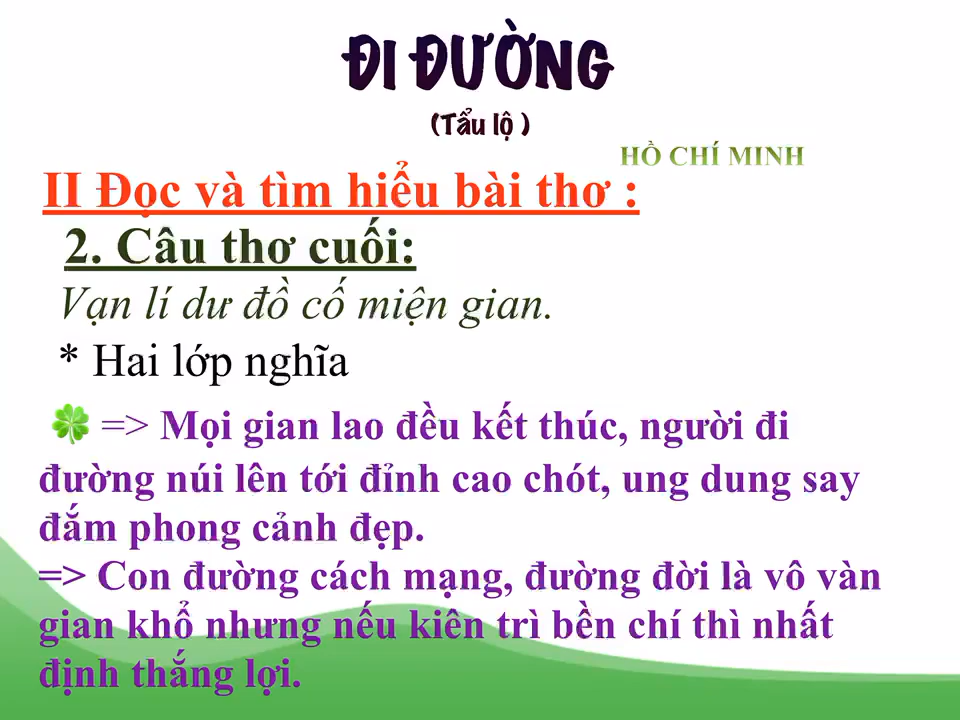 ĐI ĐƯỜNG
(Tẩu lộ )
HỒ CHÍ MINH
II Đọc và tìm hiểu bài thơ :
2. Câu thơ cuối:
Vạn lí dư đồ cố miện gian.
* Hai lớp nghĩa
=> Mọi gian lao đều kết thúc, người đi
đường núi lên tới đỉnh cao chót, ung dung say
đắm phong cảnh đẹp.
=> Con đường cách mạng, đường đời là vô vàn
gian khổ nhưng nếu kiên trì bền chí thì nhất
định thắng lợi.